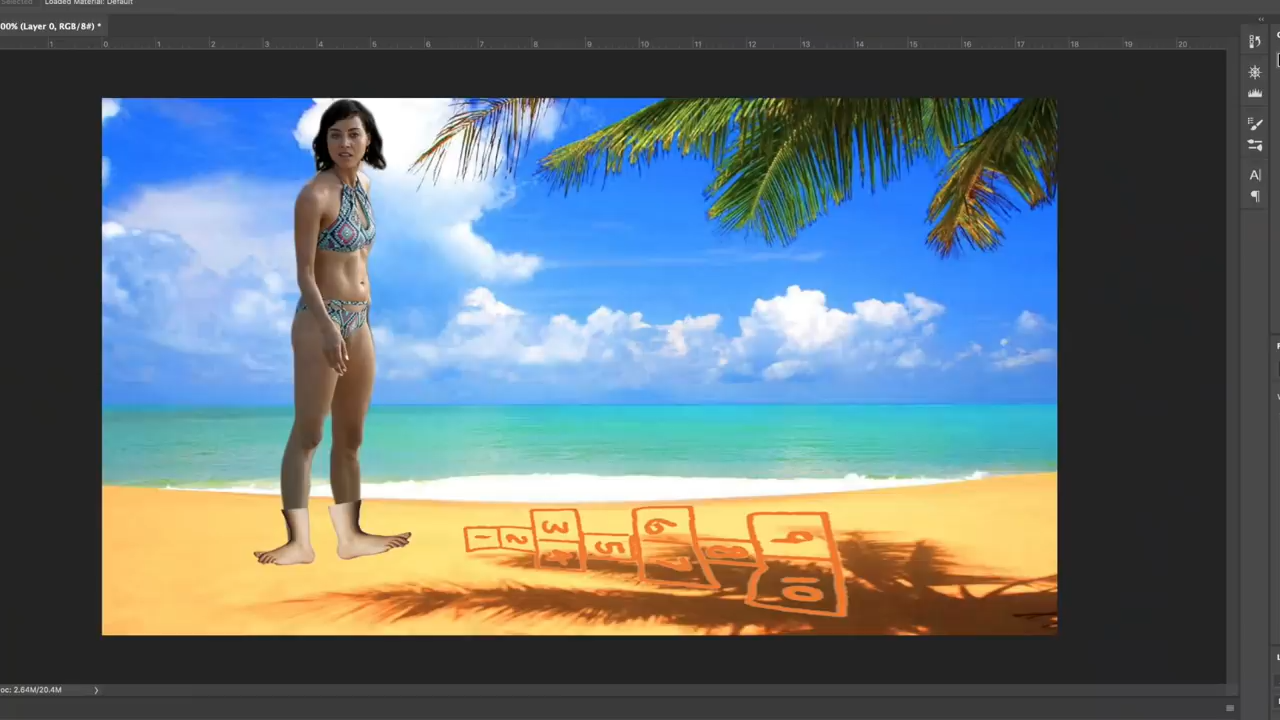 Selected
Loaded Material: Default
00% (Layer 0, RGB/8#) *
1 0 1 2 3 4 5 6 7 8 9 10 11 12 13 14 15 16 17 18 19 20
A|
1 2 3 4 5 6 7 8 9 10
oc: 2.64M/20.4M